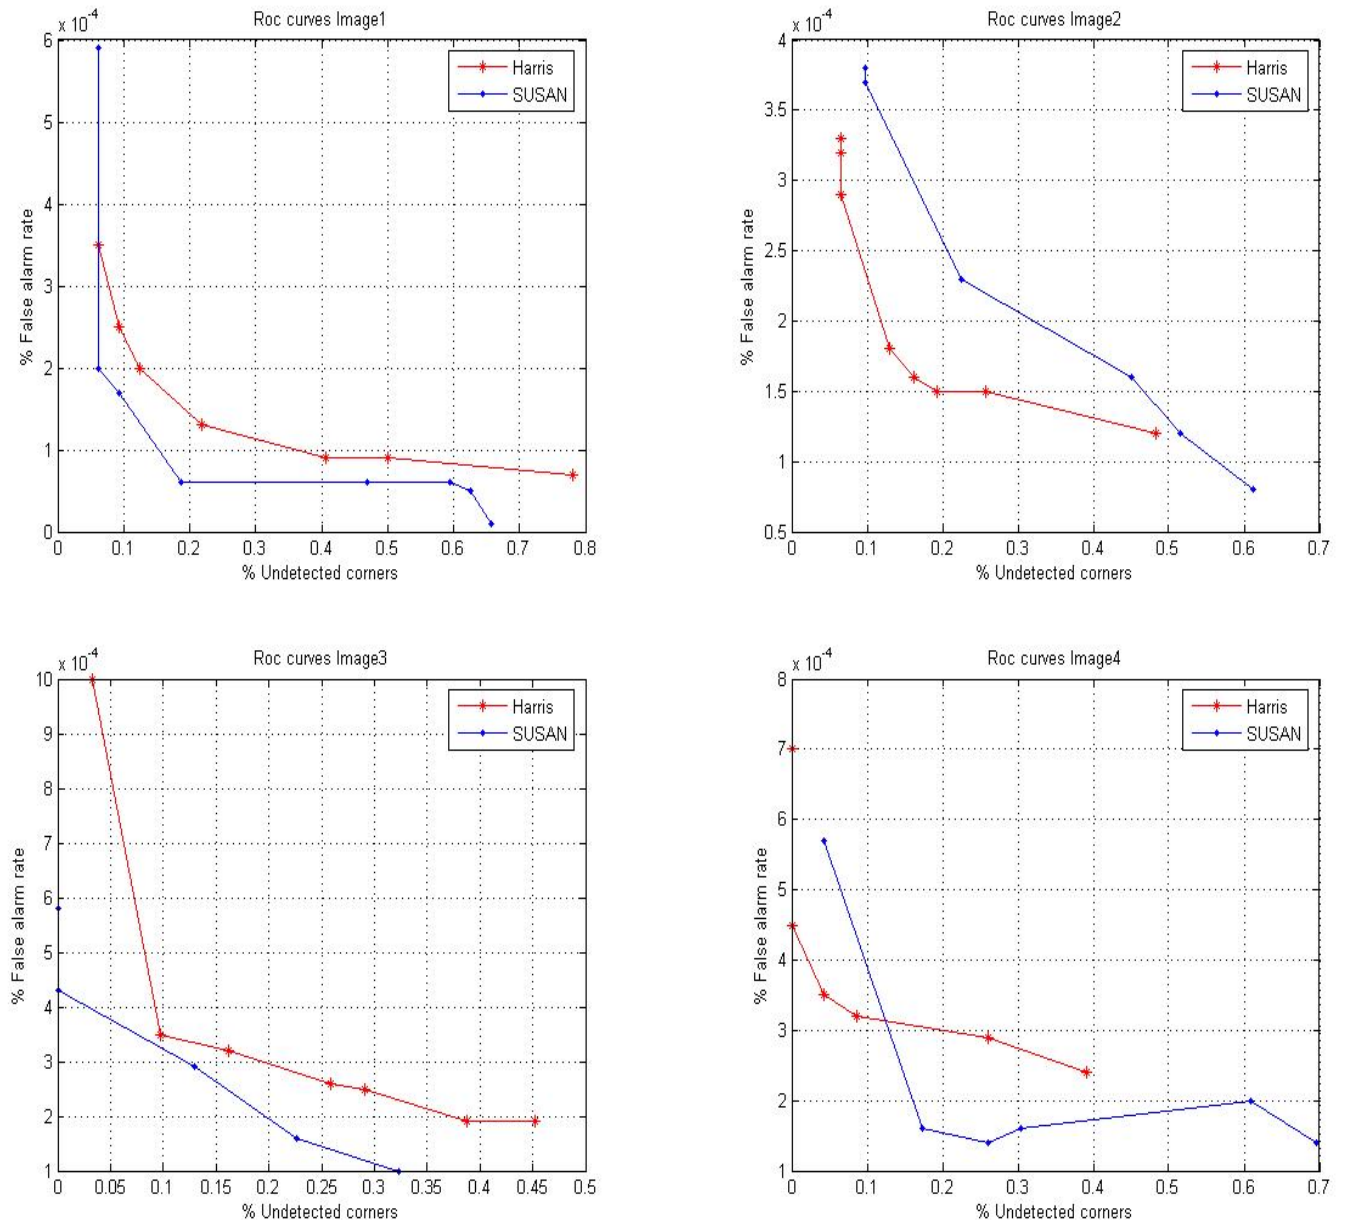 Roc curves Image1
x 10-4
6
5
4
3
2
1
0
0 0.1 0.2 0.3 0.4 0.5 0.6 0.7 0.8
% False alarm rate
% Undetected corners
Harris
SUSAN
Roc curves Image2
x 10-4
4
3.5
3
2.5
2
1.5
1
0.5
0 0.1 0.2 0.3 0.4 0.5 0.6 0.7
% False alarm rate
% Undetected corners
Harris
SUSAN
Roc curves Image3
x 10-4
10
9
8
7
6
5
4
3
2
1
0 0.05 0.1 0.15 0.2 0.25 0.3 0.35 0.4 0.45 0.5
% False alarm rate
% Undetected corners
Harris
SUSAN
Roc curves Image4
x 10-4
8
7
6
5
4
3
2
1
0 0.1 0.2 0.3 0.4 0.5 0.6 0.7
% False alarm rate
% Undetected corners
Harris
SUSAN